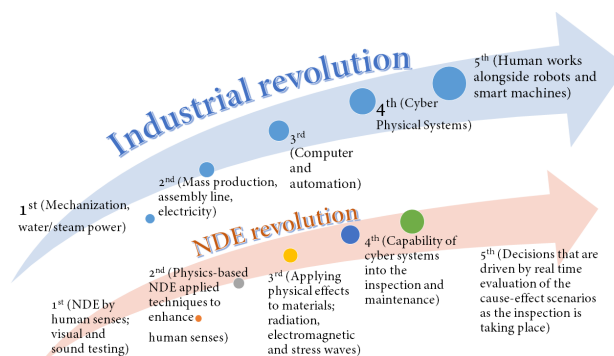 Industrial revolution
1st (Mechanization,
water/steam power)
2nd (Mass production,
assembly line,
electricity)
3rd
(Computer
and
automation)
4th (Cyber
Physical Systems)
5th (Human works
alongside robots and
smart machines)
NDE revolution
1st (NDE by
human senses;
visual and
sound testing)
2nd (Physics-based
NDE applied
techniques to
enhance
human senses)
3rd (Applying
physical effects
to materials;
radiation,
electromagnetic
and stress waves)
4th (Capability of
cyber systems
into the
inspection and
maintenance)
5th (Decisions that are
driven by real time
evaluation of the
cause-effect scenarios
as the inspection is
taking place)